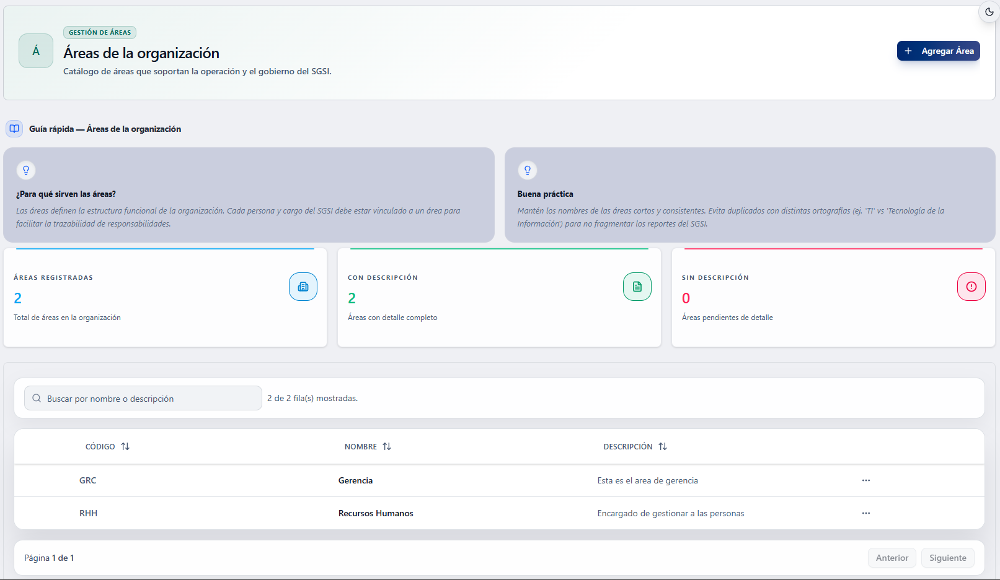 GESTIÓN DE ÁREAS
Á
Áreas de la organización
Catálogo de áreas que soportan la operación y el gobierno del SGSI.
Agregar Área
Guía rápida — Áreas de la organización
¿Para qué sirven las áreas?
Las áreas definen la estructura funcional de la organización. Cada persona y cargo del SGSI debe estar vinculado a un área para
facilitar la trazabilidad de responsabilidades.
Buena práctica
Mantén los nombres de las áreas cortos y consistentes. Evita duplicados con distintas ortografías (ej. 'TI' vs 'Tecnología de la
Información') para no fragmentar los reportes del SGSI.
ÁREAS REGISTRADAS
2
Total de áreas en la organización
CON DESCRIPCIÓN
2
Áreas con detalle completo
SIN DESCRIPCIÓN
0
Áreas pendientes de detalle
Buscar por nombre o descripción
2 de 2 fila(s) mostradas.
CÓDIGO NOMBRE DESCRIPCIÓN
GRC Gerencia Esta es el area de gerencia
RHH Recursos Humanos Encargado de gestionar a las personas
Página 1 de 1
Anterior Siguiente